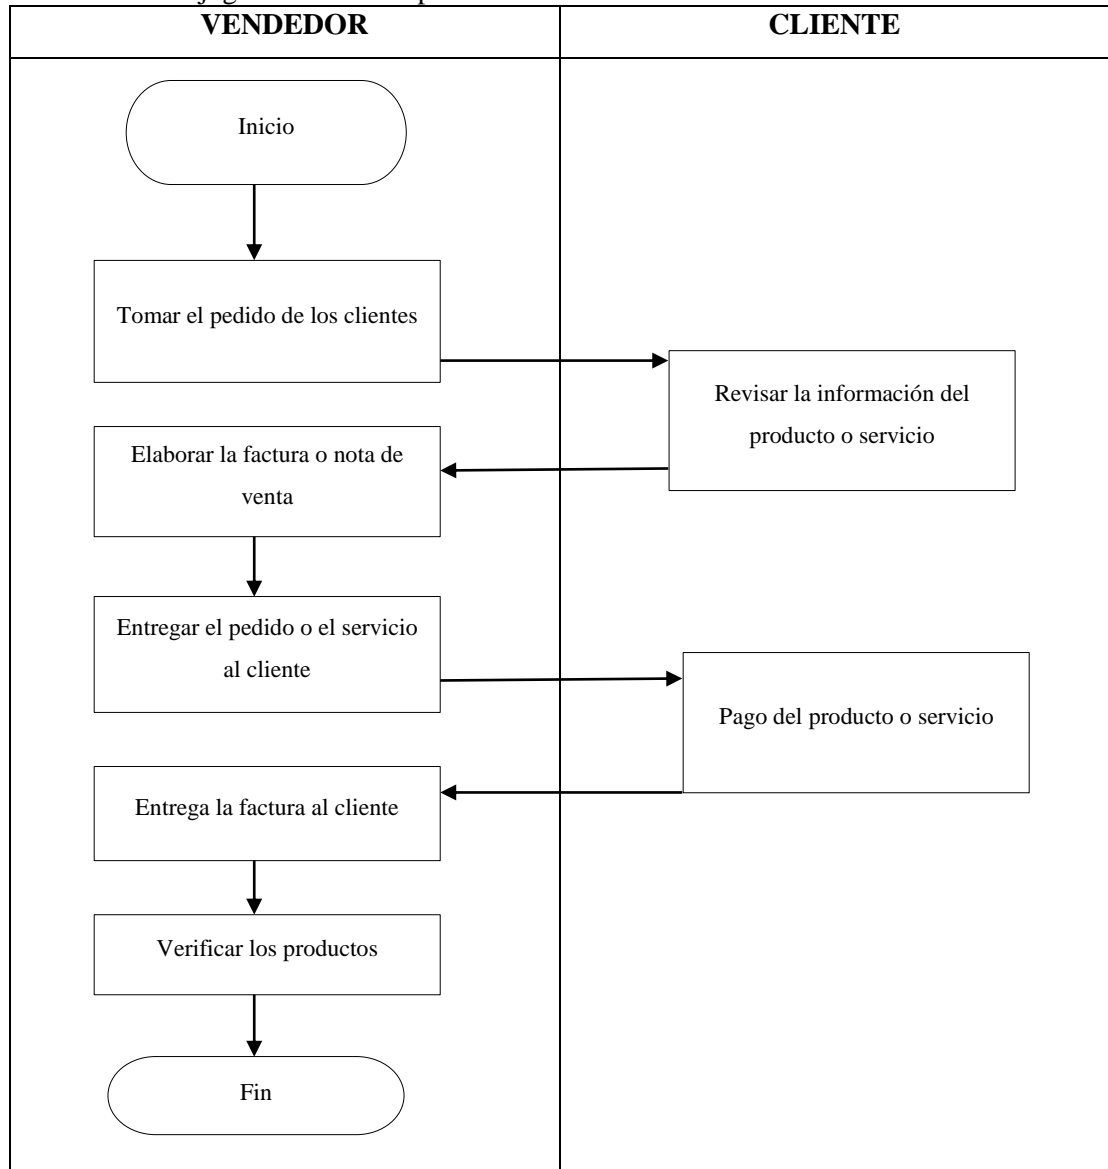 VENDEDOR
CLIENTE
Inicio
Tomar el pedido de los clientes
Revisar la información del
producto o servicio
Elaborar la factura o nota de
venta
Entregar el pedido o el servicio
al cliente
Pago del producto o servicio
Entrega la factura al cliente
Verificar los productos
Fin